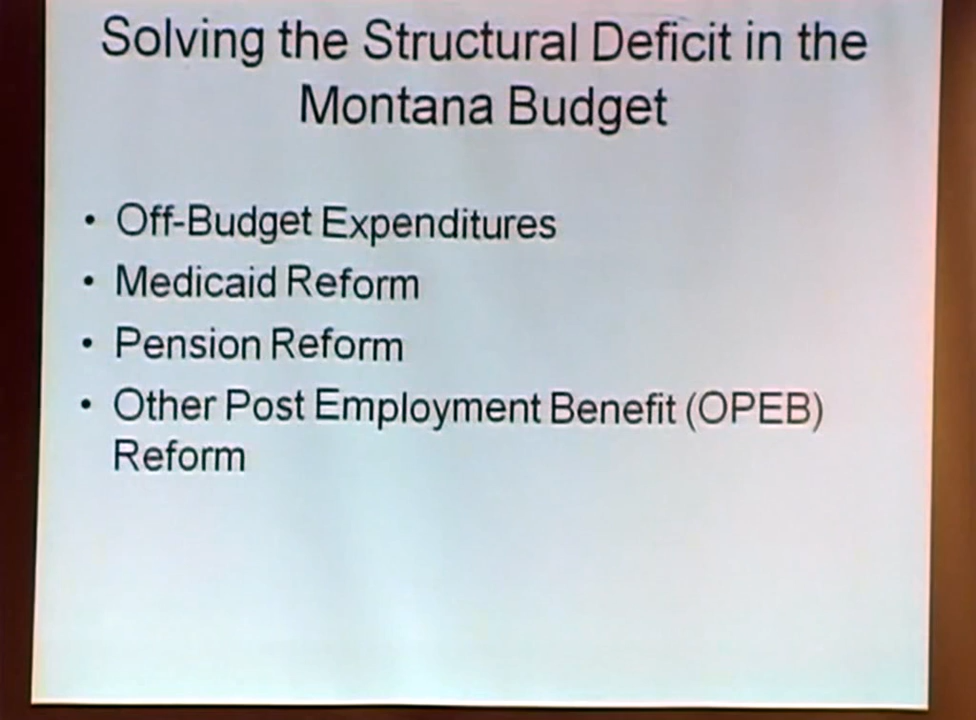 Solving the Structural Deficit in the
Montana Budget
• Off-Budget Expenditures
• Medicaid Reform
• Pension Reform
• Other Post Employment Benefit (OPEB)
Reform